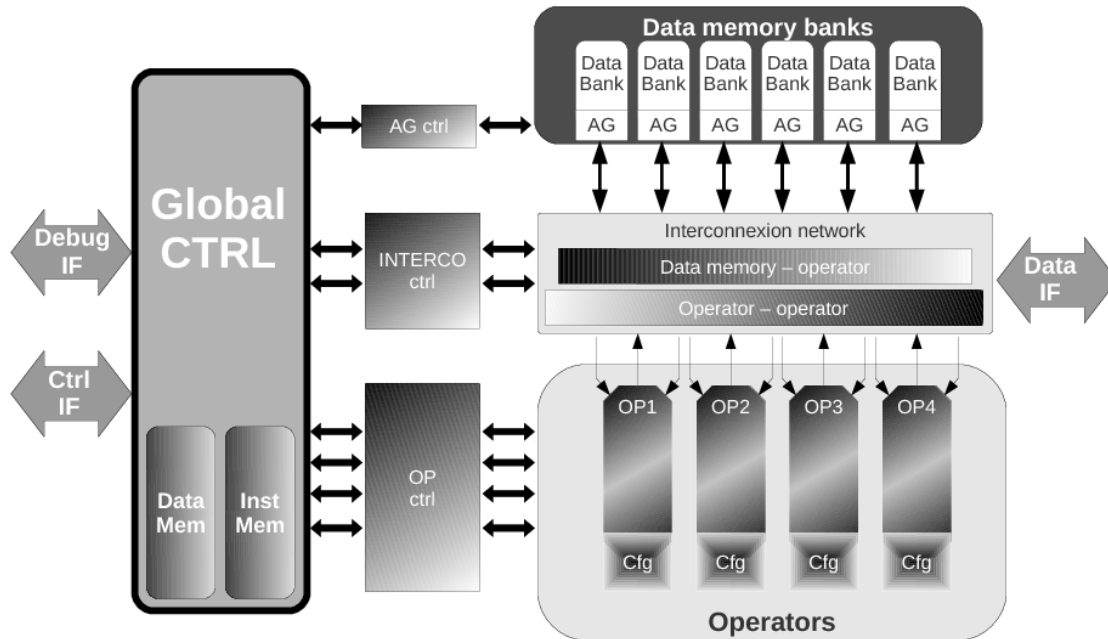 Data memory banks
Data
Bank
AG
Data
Bank
AG
Data
Bank
AG
Data
Bank
AG
Data
Bank
AG
Data
Bank
AG
AG ctrl
Global
CTRL
Debug
IF
INTERCO
ctrl
Interconnexion network
Data memory – operator
Operator – operator
Data
IF
Ctrl
IF
Data
Mem
Inst
Mem
OP
ctrl
OP1
OP2
OP3
OP4
Cfg
Cfg
Cfg
Cfg
Operators